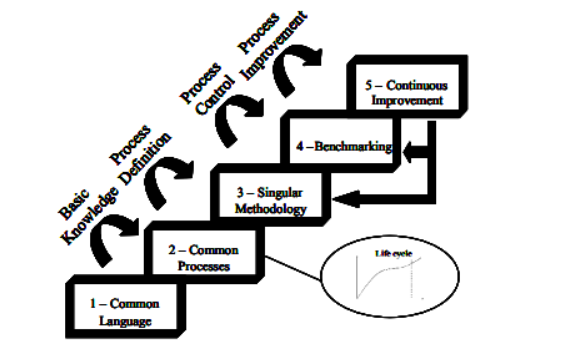 Process
Improvement
Process
Control
Process
Definition
Basic
Knowledge
5 – Continuous
Improvement
4 –Benchmarking
3 – Singular
Methodology
2 – Common
Processes
1 – Common
Language
Life cycle